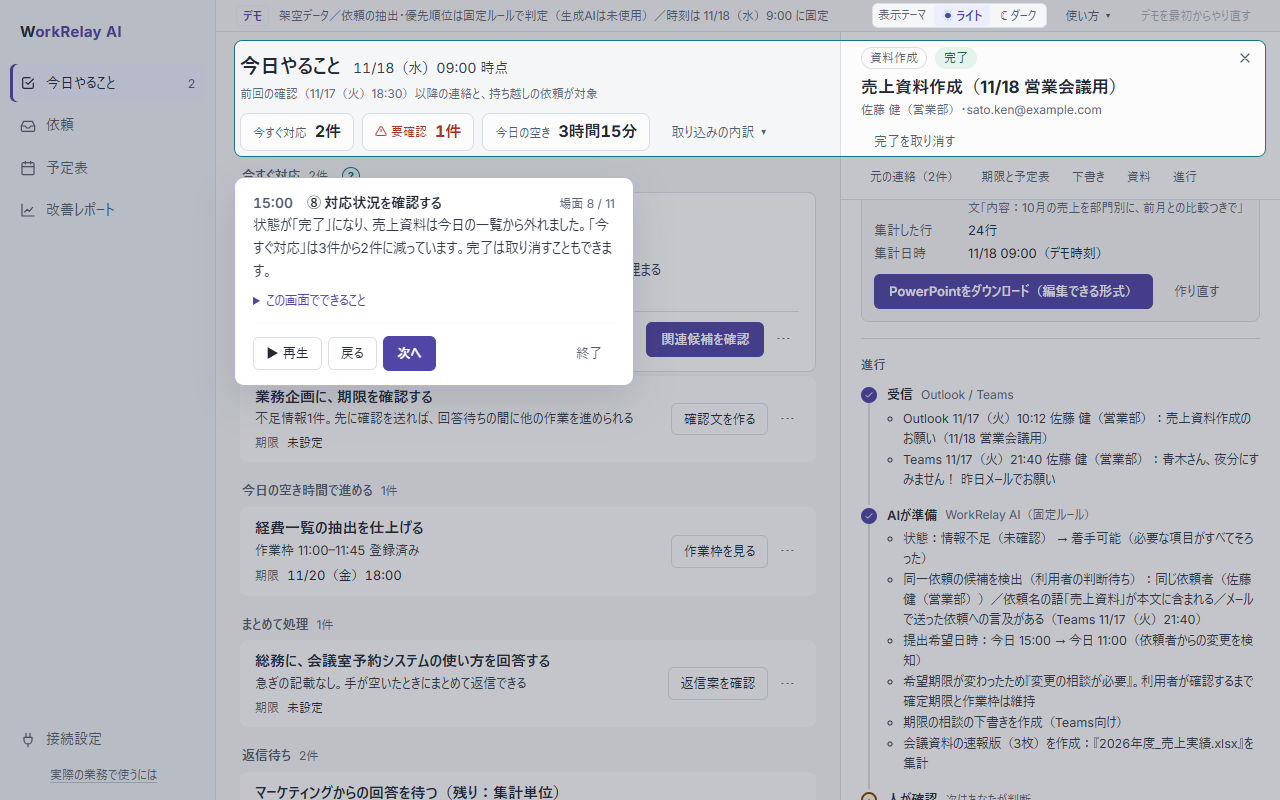 WorkRelay AI
今日やること 2
依頼
予定表
改善レポート
接続設定
実際の業務で使うには
デモ 架空データ／依頼の抽出・優先順位は固定ルールで判定（生成AIは未使用）／時刻は 11/18（水）9:00 に固定
表示テーマ ライト ダーク 使い方 ▼ デモを最初からやり直す
今日やること 11/18（水）09:00 時点
前回の確認（11/17（火）18:30）以降の連絡と、持ち越しの依頼が対象
今すぐ対応 2件 要確認 1件 今日の空き 3時間15分 取り込みの内訳 ▼
今すぐ対応 2件 ?
15:00 ⑧ 対応状況を確認する 場面 8 / 11
状態が「完了」になり、売上資料は今日の一覧から外れました。「今
すぐ対応」は3件から2件に減っています。完了は取り消すこともできま
す。
▶ この画面でできること
▶ 再生 戻る 次へ 終了
埋まる
関連候補を確認 …
業務企画に、期限を確認する
不足情報1件。先に確認を送れば、回答待ちの間に他の作業を進められる
期限 未設定
確認文を作る …
今日の空き時間で進める 1件
経費一覧の抽出を仕上げる
作業枠 11:00–11:45 登録済み
期限 11/20（金）18:00
作業枠を見る …
まとめて処理 1件
総務に、会議室予約システムの使い方を回答する
急ぎの記載なし。手が空いたときにまとめて返信できる
期限 未設定
返信案を確認 …
返信待ち 2件
マーケティングからの回答を待つ（残り：集計単位）
資料作成 完了
売上資料作成（11/18 営業会議用）
佐藤 健（営業部）・sato.ken@example.com
完了を取り消す
元の連絡（2件） 期限と予定表 下書き 資料 進行
文「内容：10月の売上を部門別に、前月との比較つきで」
集計した行 24行
集計日時 11/18 09:00（デモ時刻）
PowerPointをダウンロード（編集できる形式） 作り直す
進行
受信 Outlook / Teams
Outlook 11/17（火）10:12 佐藤 健（営業部）：売上資料作成の
お願い（11/18 営業会議用）
Teams 11/17（火）21:40 佐藤 健（営業部）：青木さん、夜分にす
みません！ 昨日メールでお願い
AIが準備 WorkRelay AI（固定ルール）
状態：情報不足（未確認） → 着手可能（必要な項目がすべてそろ
った）
同一依頼の候補を検出（利用者の判断待ち）：同じ依頼者（佐藤
健（営業部））／依頼名の語「売上資料」が本文に含まれる／メール
で送った依頼への言及がある（Teams 11/17（火）21:40）
提出希望日時：今日 15:00 → 今日 11:00（依頼者からの変更を検
知）
希望期限が変わったため『変更の相談が必要』。利用者が確認するまで
確定期限と作業枠は維持
期限の相談の下書きを作成（Teams向け）
会議資料の速報版（3枚）を作成：『2026年度_売上実績.xlsx』を
集計
人が確認 次はあなたが判断